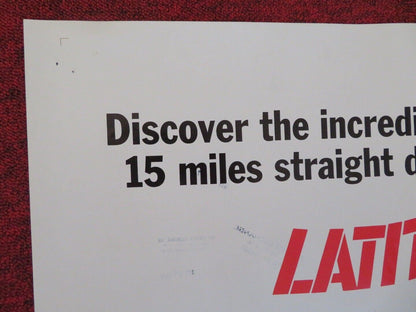 Discover the incredi
15 miles straight d
LATIT